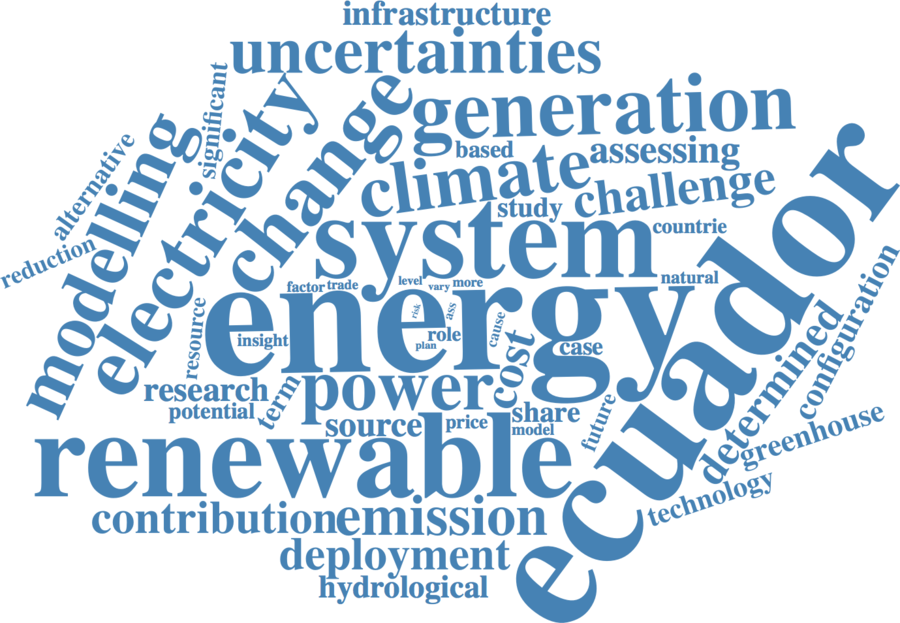 infrastructure
uncertainties
significant
electricity
change
generation
alternative
modelling
based
climate
assessing
challenge
study
system
countrie
ecuador
reduction
natural
factor
trade
level
vary
more
energy
resource
insight
risk
ass
role
plan
cause
case
cost
configuration
determined
research
potential
term
power
source
price
share
model
future
greenhouse
technology
renewable
contribution
emission
deployment
hydrological